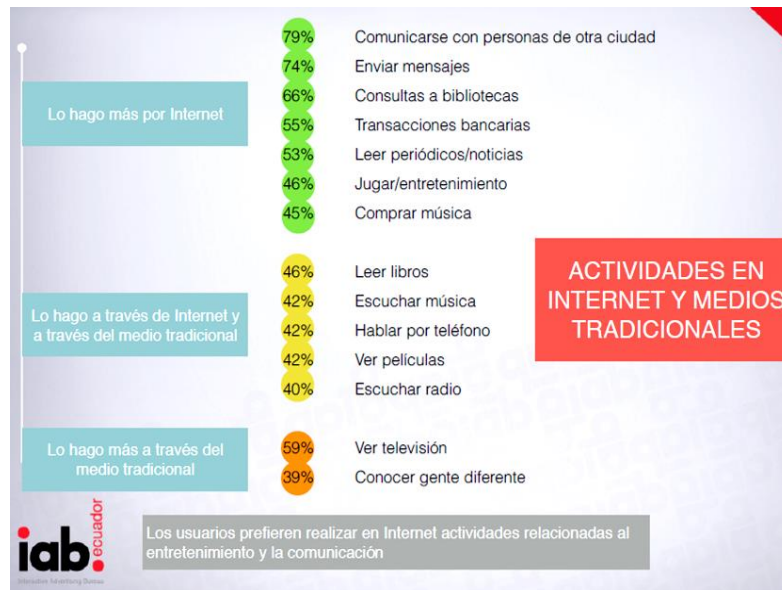 79% Comunicarse con personas de otra ciudad
74% Enviar mensajes
Lo hago más por Internet
66% Consultas a bibliotecas
55% Transacciones bancarias
53% Leer periódicos/noticias
46% Jugar/entretenimiento
45% Comprar música
ACTIVIDADES EN
INTERNET Y MEDIOS
TRADICIONALES
Lo hago a través de Internet y
a través del medio tradicional
46% Leer libros
42% Escuchar música
42% Hablar por teléfono
42% Ver películas
40% Escuchar radio
Lo hago más a través del
medio tradicional
59% Ver televisión
39% Conocer gente diferente
iab.ecuador
Interactive Advertising Bureau
Los usuarios prefieren realizar en Internet actividades relacionadas al
entretenimiento y la comunicación